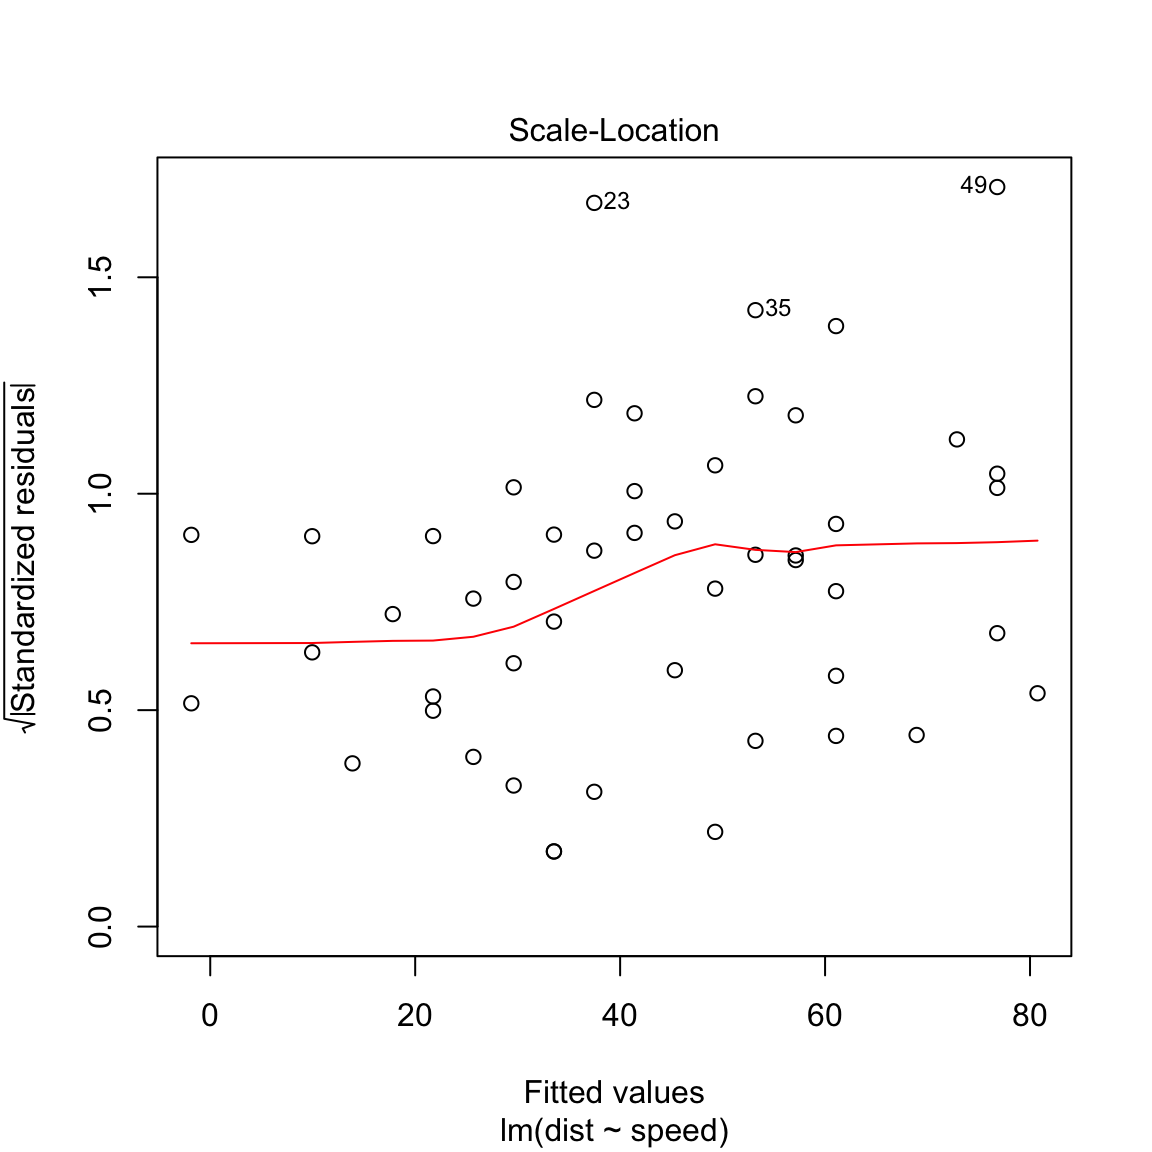 Scale-Location
23
49
35
1.5
1.0
0.5
0.0
√|Standardized residuals|
0 20 40 60 80
Fitted values
lm(dist ~ speed)